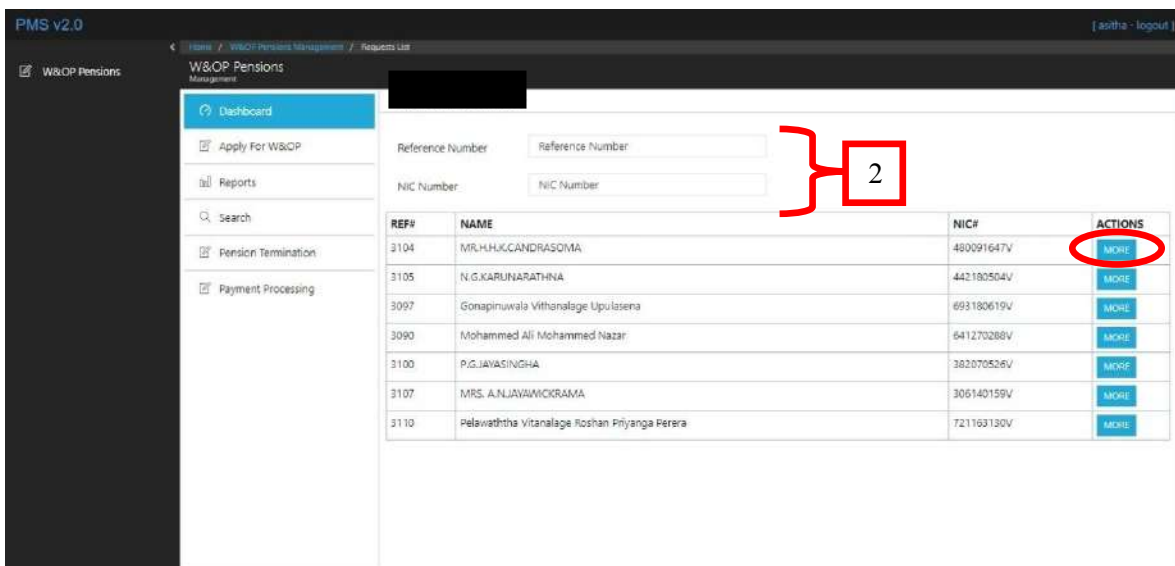 PMS v2.0
[ asitha - logout ]
Home / W&OP Pensions Management / Requests List
W&OP Pensions
W&OP Pensions
Management
Dashboard
Apply For W&OP
Reports
Search
Pension Termination
Payment Processing
Reference Number Reference Number
NIC Number NIC Number
2
REF# NAME NIC# ACTIONS
3104 MR.H.H.K.CANDRASOMA 480091647V MORE
3105 N.G.KARUNARATHNA 442180504V MORE
3097 Gonapinuwala Vithanalage Upulasena 693180619V MORE
3090 Mohammed Ali Mohammed Nazar 641270288V MORE
3100 P.G.JAYASINGHA 382070526V MORE
3107 MRS. A.N.JAYAWICKRAMA 306140159V MORE
3110 Pelawaththa Vitanalage Roshan Priyanga Perera 721163130V MORE